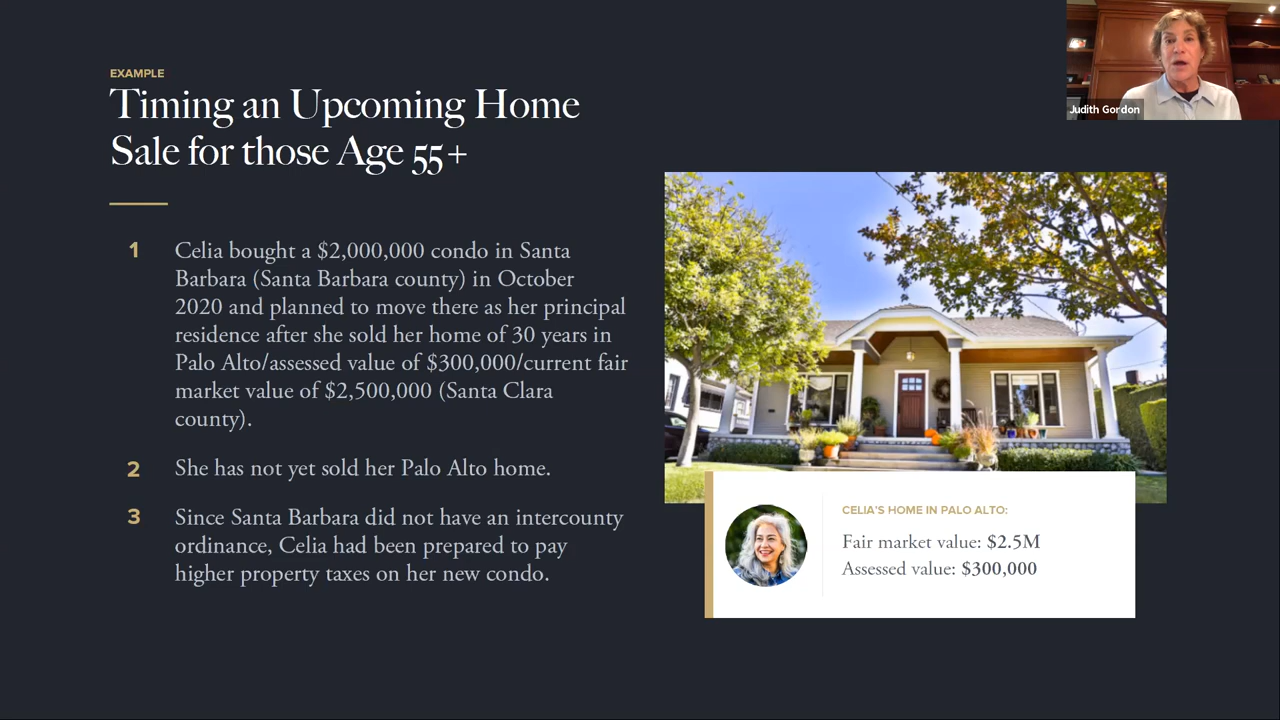 EXAMPLE
Timing an Upcoming Home
Sale for those Age 55+
1 Celia bought a $2,000,000 condo in Santa
Barbara (Santa Barbara county) in October
2020 and planned to move there as her principal
residence after she sold her home of 30 years in
Palo Alto/assessed value of $300,000/current fair
market value of $2,500,000 (Santa Clara
county).
2 She has not yet sold her Palo Alto home.
3 Since Santa Barbara did not have an intercounty
ordinance, Celia had been prepared to pay
higher property taxes on her new condo.
Judith Gordon
CELIA'S HOME IN PALO ALTO:
Fair market value: $2.5M
Assessed value: $300,000